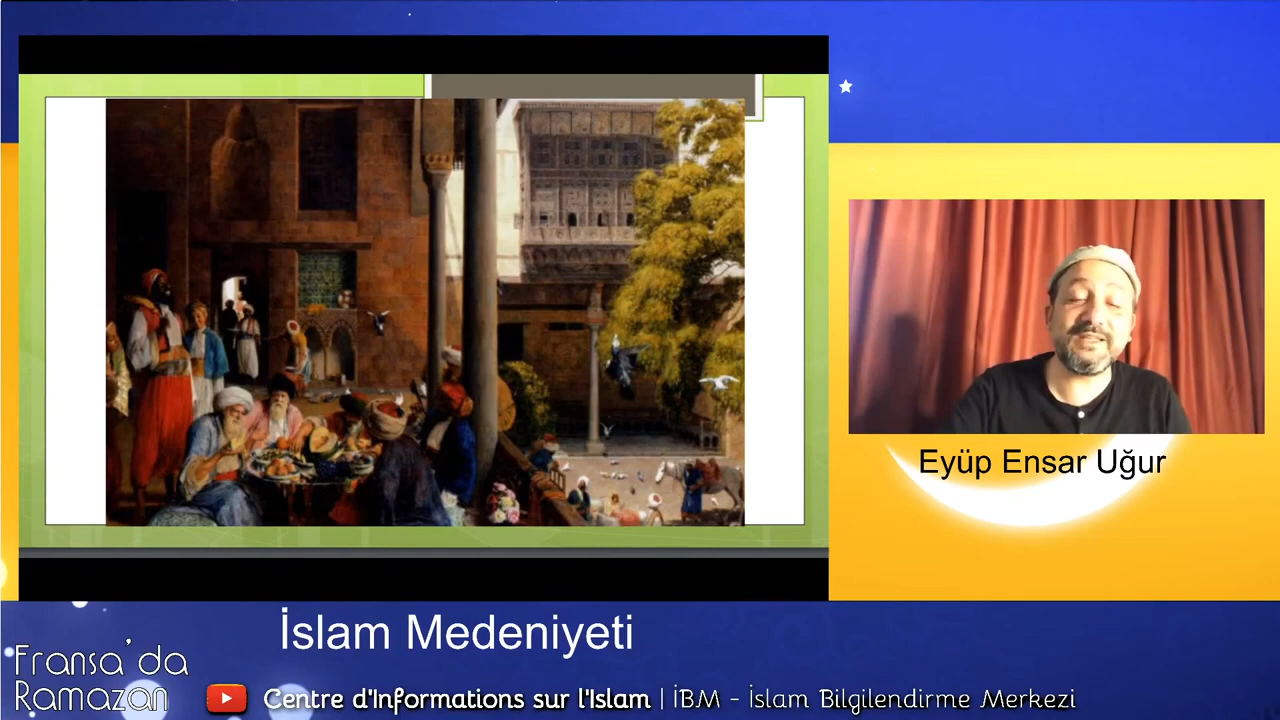 Eyüp Ensar Uğur
İslam Medeniyeti
Fransa'da
Ramazan
Centre d'Informations sur l'Islam | İBM - İslam Bilgilendirme Merkezi